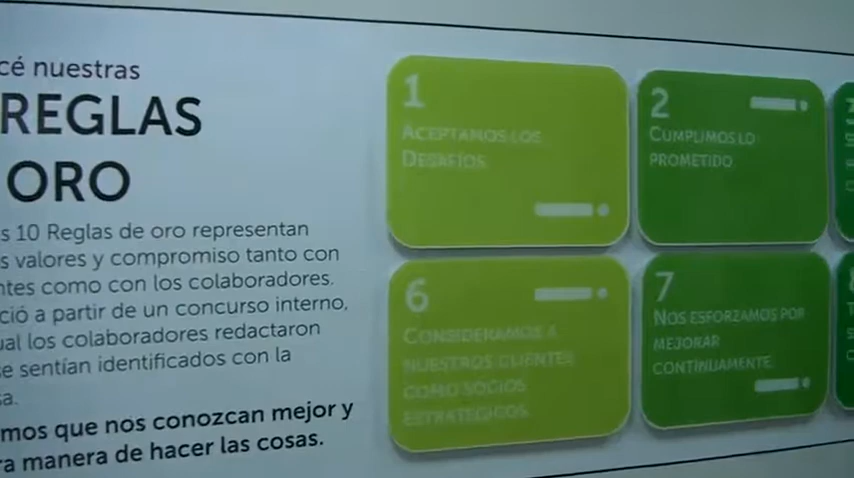 cé nuestras
REGLAS
ORO
s 10 Reglas de oro representan
s valores y compromiso tanto con
ntes como con los colaboradores.
ció a partir de un concurso interno,
ual los colaboradores redactaron
e sentían identificados con la
sa.
mos que nos conozcan mejor y
ra manera de hacer las cosas.
1
ACEPTAMOS LOS
DESAFÍOS
2
CUMPLIMOS LO
PROMETIDO
6
CONSIDERAMOS A
NUESTROS CLIENTES
COMO SOCIOS
ESTRATÉGICOS
7
NOS ESFORZAMOS POR
MEJORAR
CONTINUAMENTE